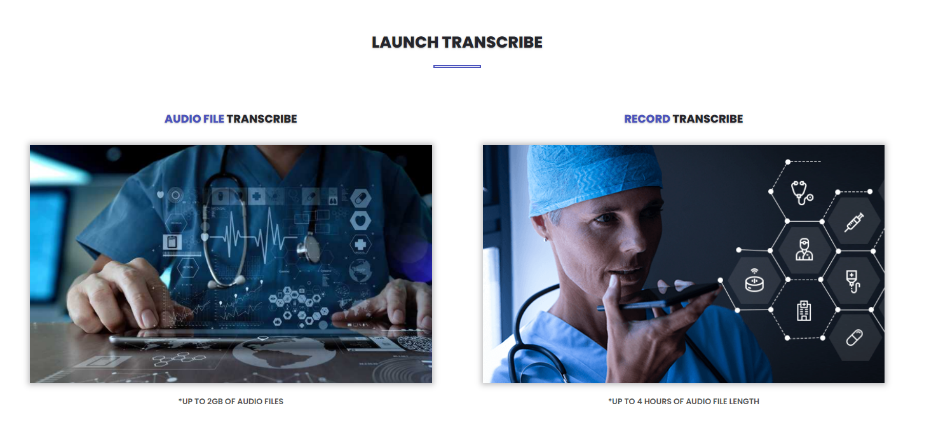 LAUNCH TRANSCRIBE
AUDIO FILE TRANSCRIBE
RECORD TRANSCRIBE
*UP TO 2GB OF AUDIO FILES
*UP TO 4 HOURS OF AUDIO FILE LENGTH